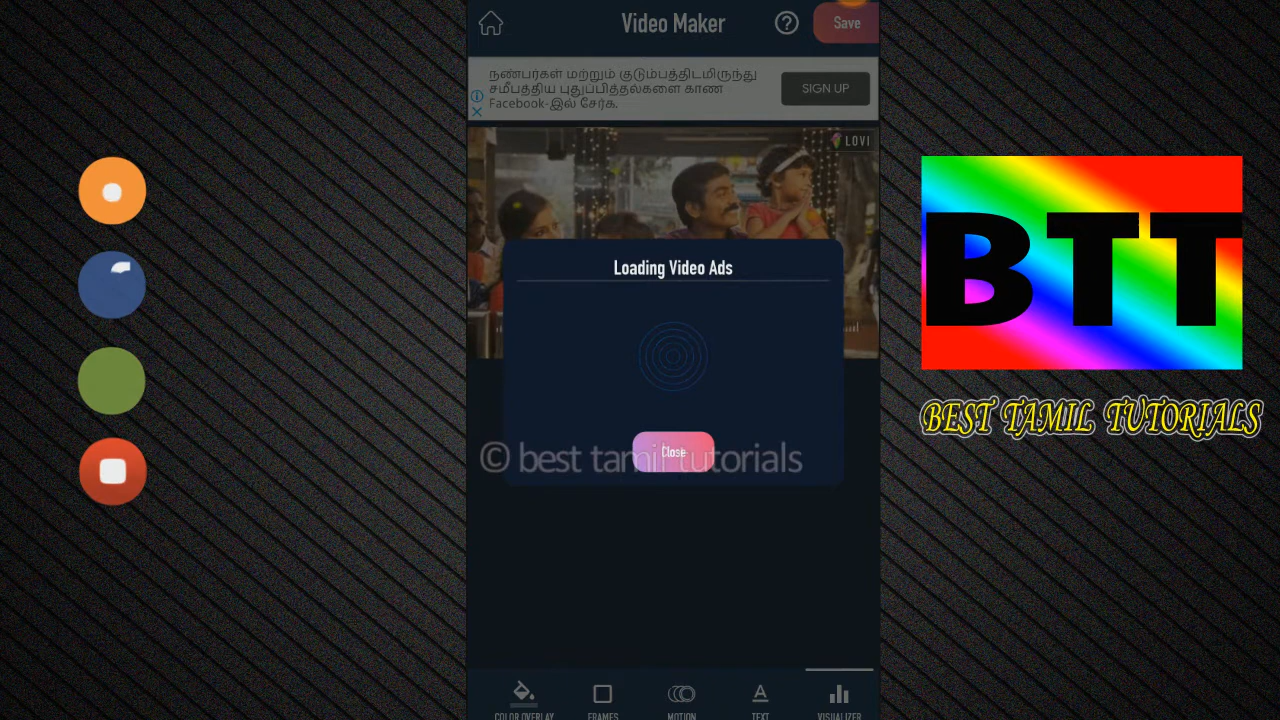 Video Maker
Save
நண்பர்கள் மற்றும் குடும்பத்திடமிருந்து
சமீபத்திய புதுப்பித்தல்களை காண
Facebook-இல் சேர்க.
SIGN UP
LOVI
Loading Video Ads
Close
© best tamil tutorials
BTT
BEST TAMIL TUTORIALS
COLOR OVERLAY
FRAMES
MOTION
TEXT
VISUALIZER